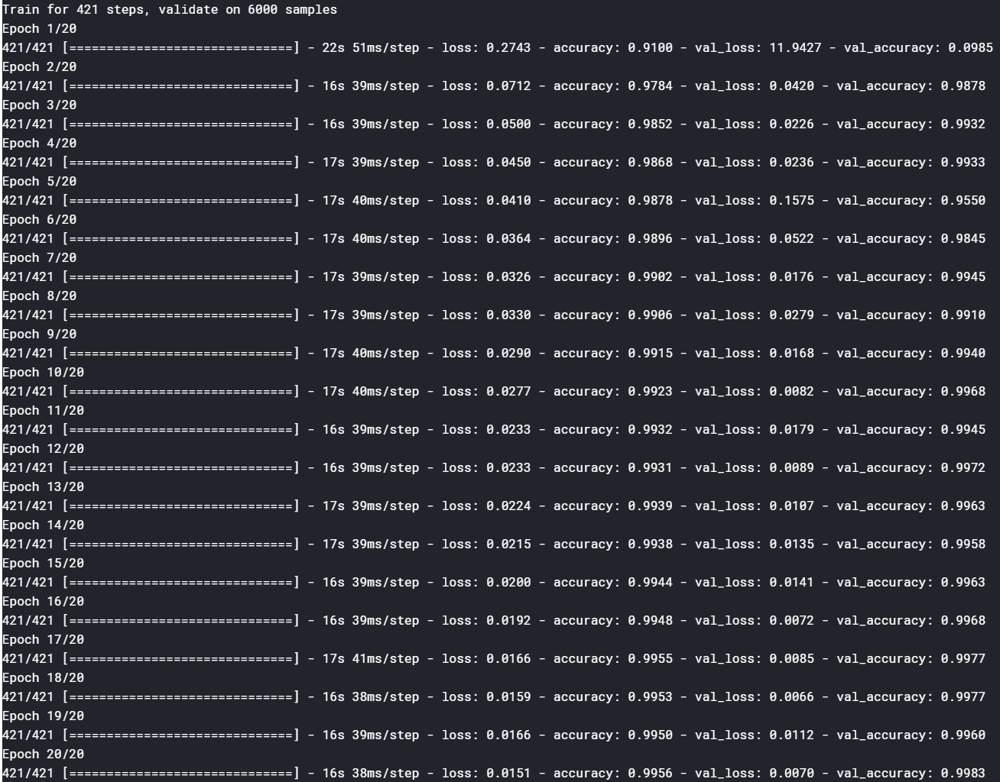 Train for 421 steps, validate on 6000 samples
Epoch 1/20
421/421 [==============================] - 22s 51ms/step - loss: 0.2743 - accuracy: 0.9100 - val_loss: 11.9427 - val_accuracy: 0.0985
Epoch 2/20
421/421 [==============================] - 16s 39ms/step - loss: 0.0712 - accuracy: 0.9784 - val_loss: 0.0420 - val_accuracy: 0.9878
Epoch 3/20
421/421 [==============================] - 16s 39ms/step - loss: 0.0500 - accuracy: 0.9852 - val_loss: 0.0226 - val_accuracy: 0.9932
Epoch 4/20
421/421 [==============================] - 17s 39ms/step - loss: 0.0450 - accuracy: 0.9868 - val_loss: 0.0236 - val_accuracy: 0.9933
Epoch 5/20
421/421 [==============================] - 17s 40ms/step - loss: 0.0410 - accuracy: 0.9878 - val_loss: 0.1575 - val_accuracy: 0.9550
Epoch 6/20
421/421 [==============================] - 17s 40ms/step - loss: 0.0364 - accuracy: 0.9896 - val_loss: 0.0522 - val_accuracy: 0.9845
Epoch 7/20
421/421 [==============================] - 17s 39ms/step - loss: 0.0326 - accuracy: 0.9902 - val_loss: 0.0176 - val_accuracy: 0.9945
Epoch 8/20
421/421 [==============================] - 17s 39ms/step - loss: 0.0330 - accuracy: 0.9906 - val_loss: 0.0279 - val_accuracy: 0.9910
Epoch 9/20
421/421 [==============================] - 17s 40ms/step - loss: 0.0290 - accuracy: 0.9915 - val_loss: 0.0168 - val_accuracy: 0.9940
Epoch 10/20
421/421 [==============================] - 17s 40ms/step - loss: 0.0277 - accuracy: 0.9923 - val_loss: 0.0082 - val_accuracy: 0.9968
Epoch 11/20
421/421 [==============================] - 16s 39ms/step - loss: 0.0233 - accuracy: 0.9932 - val_loss: 0.0179 - val_accuracy: 0.9945
Epoch 12/20
421/421 [==============================] - 16s 39ms/step - loss: 0.0233 - accuracy: 0.9931 - val_loss: 0.0089 - val_accuracy: 0.9972
Epoch 13/20
421/421 [==============================] - 17s 39ms/step - loss: 0.0224 - accuracy: 0.9939 - val_loss: 0.0107 - val_accuracy: 0.9963
Epoch 14/20
421/421 [==============================] - 17s 39ms/step - loss: 0.0215 - accuracy: 0.9938 - val_loss: 0.0135 - val_accuracy: 0.9958
Epoch 15/20
421/421 [==============================] - 16s 39ms/step - loss: 0.0200 - accuracy: 0.9944 - val_loss: 0.0141 - val_accuracy: 0.9963
Epoch 16/20
421/421 [==============================] - 16s 39ms/step - loss: 0.0192 - accuracy: 0.9948 - val_loss: 0.0072 - val_accuracy: 0.9968
Epoch 17/20
421/421 [==============================] - 17s 41ms/step - loss: 0.0166 - accuracy: 0.9955 - val_loss: 0.0085 - val_accuracy: 0.9977
Epoch 18/20
421/421 [==============================] - 16s 38ms/step - loss: 0.0159 - accuracy: 0.9953 - val_loss: 0.0066 - val_accuracy: 0.9977
Epoch 19/20
421/421 [==============================] - 16s 39ms/step - loss: 0.0166 - accuracy: 0.9950 - val_loss: 0.0112 - val_accuracy: 0.9960
Epoch 20/20
421/421 [==============================] - 16s 38ms/step - loss: 0.0151 - accuracy: 0.9956 - val_loss: 0.0070 - val_accuracy: 0.9983